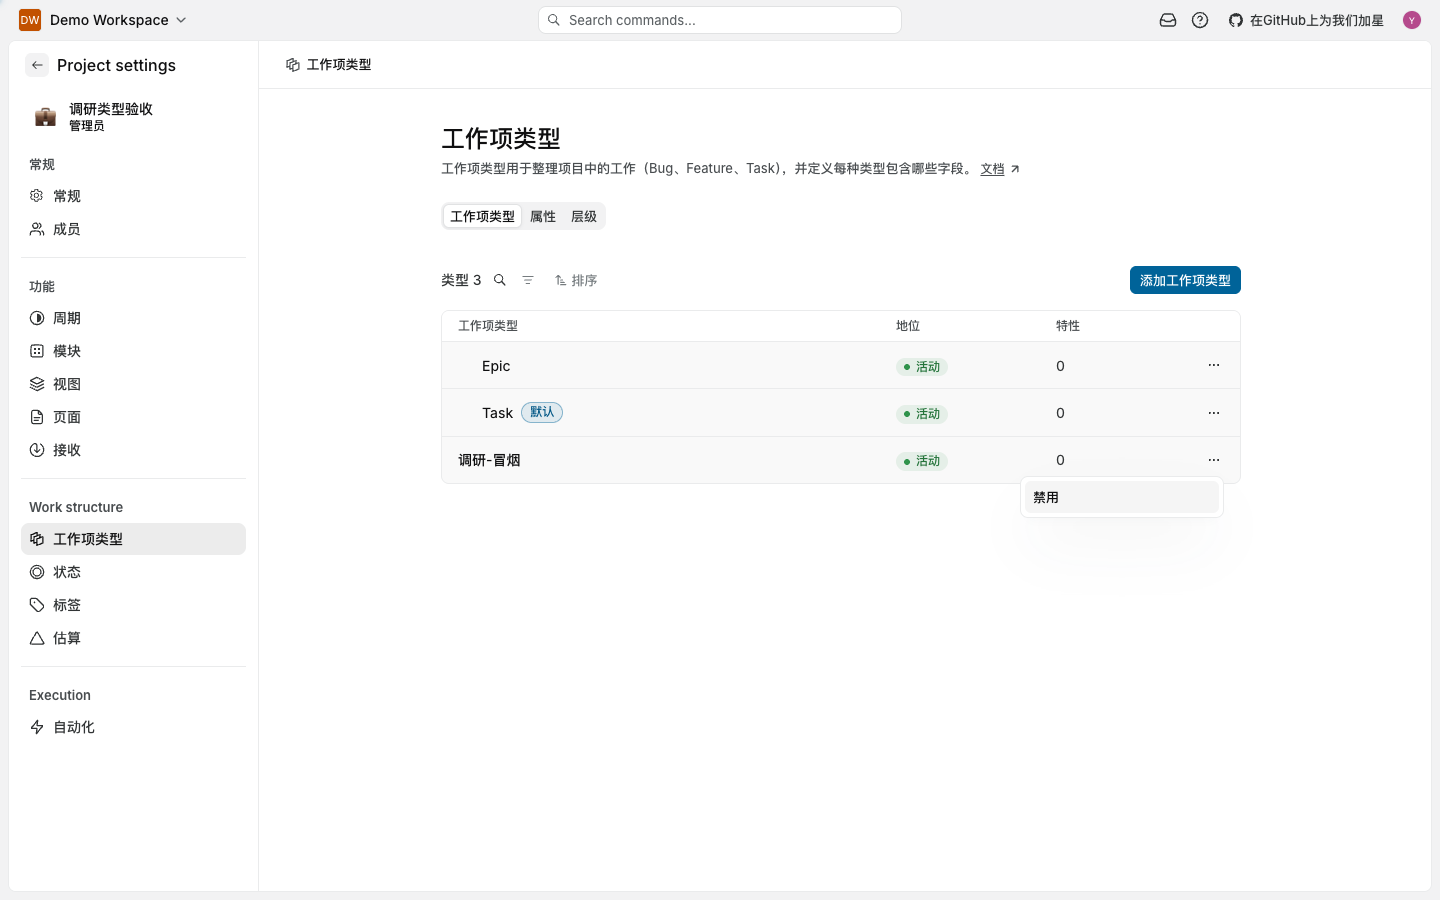 DW Demo Workspace
Search commands...
在GitHub上为我们加星
Y
Project settings
调研类型验收
管理员
常规
常规
成员
功能
周期
模块
视图
页面
接收
Work structure
工作项类型
状态
标签
估算
Execution
自动化
工作项类型
工作项类型
工作项类型用于整理项目中的工作（Bug、Feature、Task），并定义每种类型包含哪些字段。 文档
工作项类型 属性 层级
类型 3 排序 添加工作项类型
工作项类型 地位 特性
Epic 活动 0
Task 默认 活动 0
调研-冒烟 活动 0
禁用